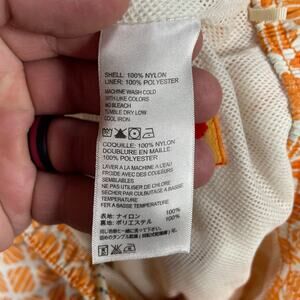 SHELL: 100% NYLON
LINER: 100% POLYESTER
MACHINE WASH COLD
WITH LIKE COLORS
NO BLEACH
TUMBLE DRY LOW
COOL IRON
COQUILLE: 100% NYLON
DOUBLURE EN MAILLE:
100% POLYESTER
LAVER A LA MACHINE A L'EAU
FROIDE AVEC DES COULEURS
SEMBLABLES
NE PAS UTILISER DE CHLORE
SECHAGE PAR CULBUTAGE BASSE
TEMPERATURE
FER A BASSE TEMPERATURE
表地: ナイロン 100%
裏地: ポリエステル 100%